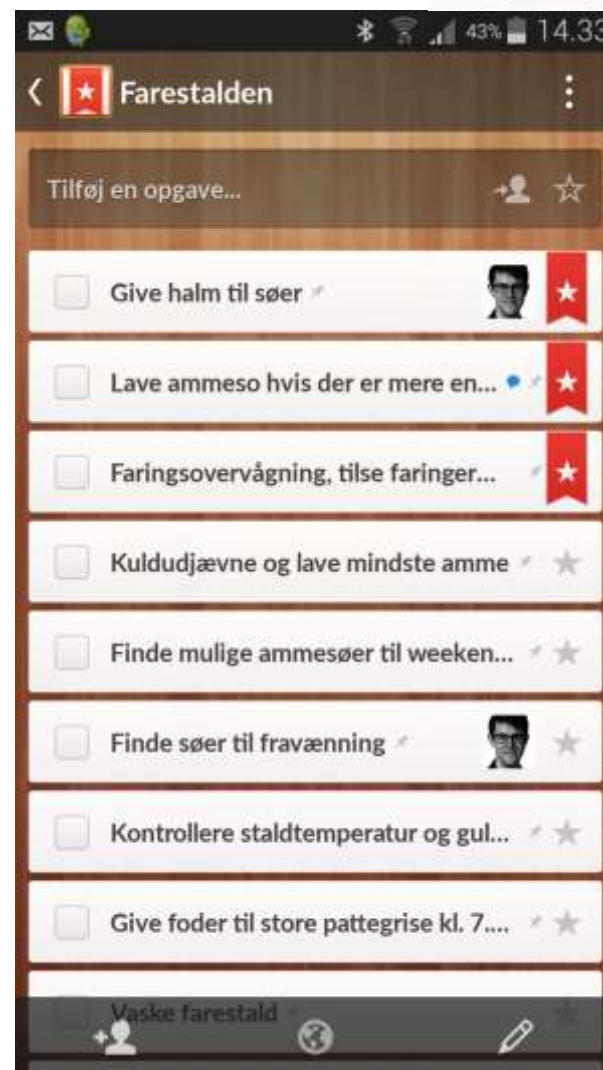 43% 14.33
Farestalden
Tilføj en opgave...
Give halm til søer
Lave ammeso hvis der er mere en...
Faringsovervågning, tilse faringer...
Kuldudjævne og lave mindste amme
Finde mulige ammesøer til weeken...
Finde søer til fravænning
Kontrollere staldtemperatur og gul...
Give foder til store pattegrise kl. 7....
Vaske farestald